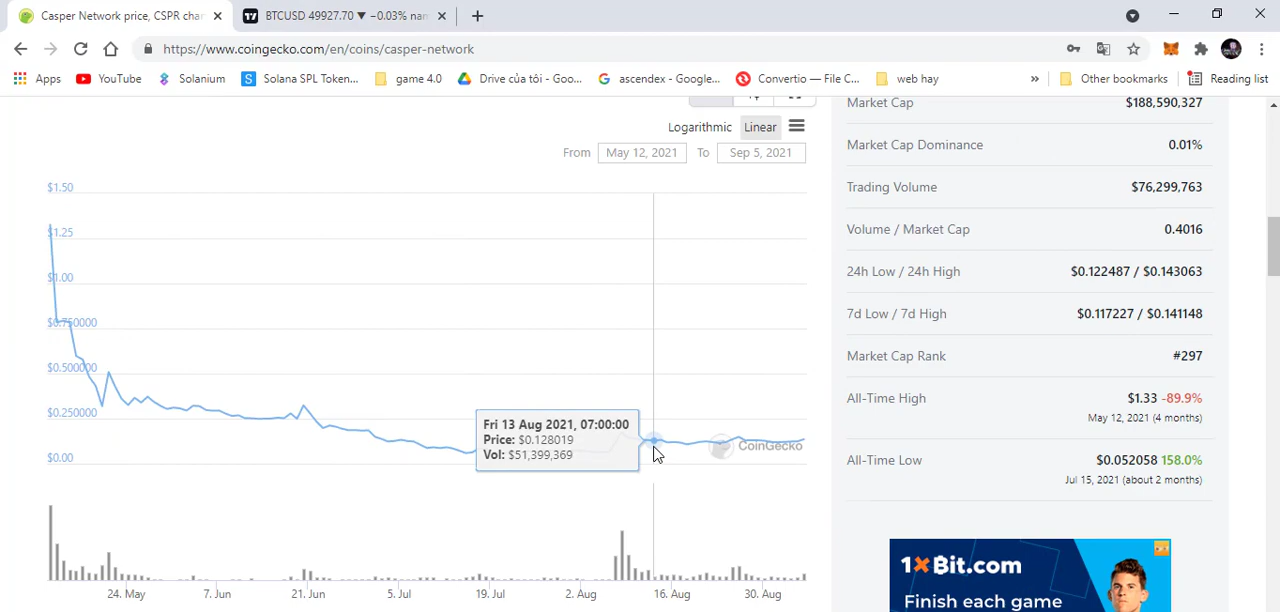 Casper Network price, CSPR char
BTCUSD 49927.70 ▼ −0.03% nam
https://www.coingecko.com/en/coins/casper-network
Apps
YouTube
Solanium
Solana SPL Token...
game 4.0
Drive của tôi - Goo...
ascendex - Google...
Convertio — File C...
web hay
»
Other bookmarks
Reading list
Logarithmic
Linear
From
May 12, 2021
To
Sep 5, 2021
$1.50
$1.25
$1.00
$0.750000
$0.500000
$0.250000
$0.00
Fri 13 Aug 2021, 07:00:00
Price: $0.128019
Vol: $51,399,369
CoinGecko
24. May
7. Jun
21. Jun
5. Jul
19. Jul
2. Aug
16. Aug
30. Aug
Market Cap
$188,590,327
Market Cap Dominance
0.01%
Trading Volume
$76,299,763
Volume / Market Cap
0.4016
24h Low / 24h High
$0.122487 / $0.143063
7d Low / 7d High
$0.117227 / $0.141148
Market Cap Rank
#297
All-Time High
$1.33 -89.9%
May 12, 2021 (4 months)
All-Time Low
$0.052058 158.0%
Jul 15, 2021 (about 2 months)
1xBit.com
Finish each game